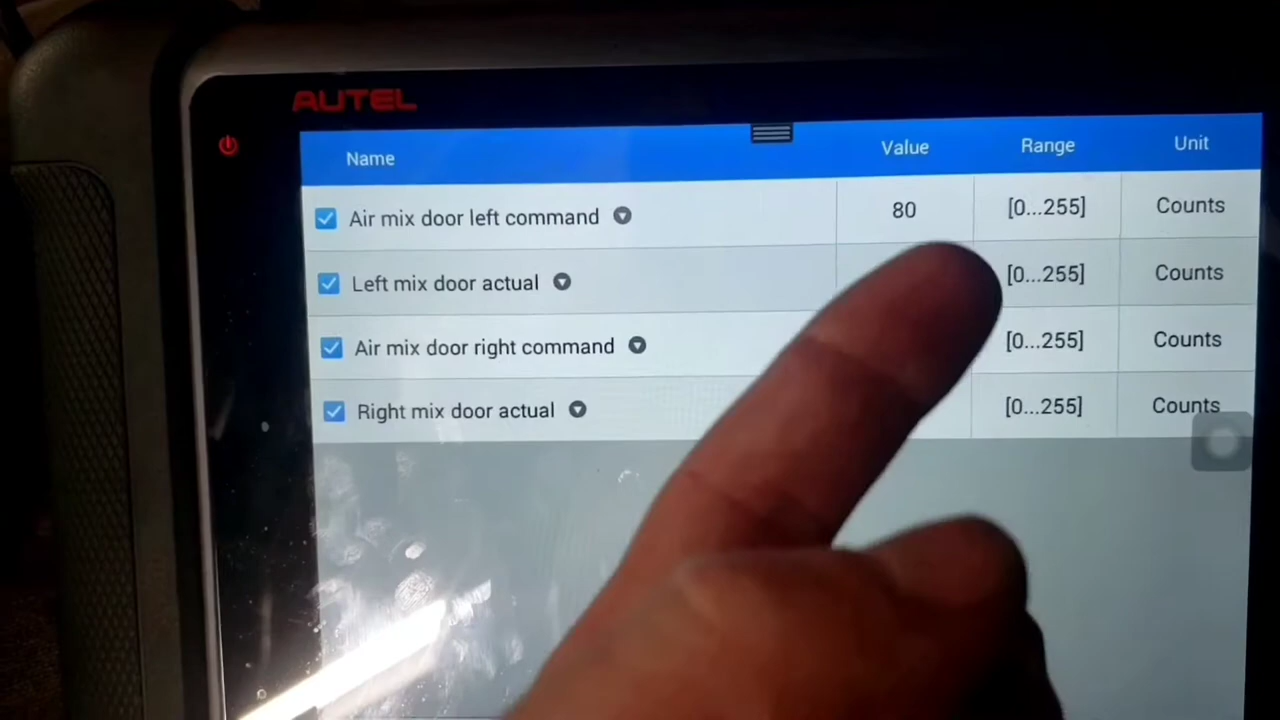 AUTEL
Name Value Range Unit
Air mix door left command 80 [0...255] Counts
Left mix door actual [0...255] Counts
Air mix door right command [0...255] Counts
Right mix door actual [0...255] Counts